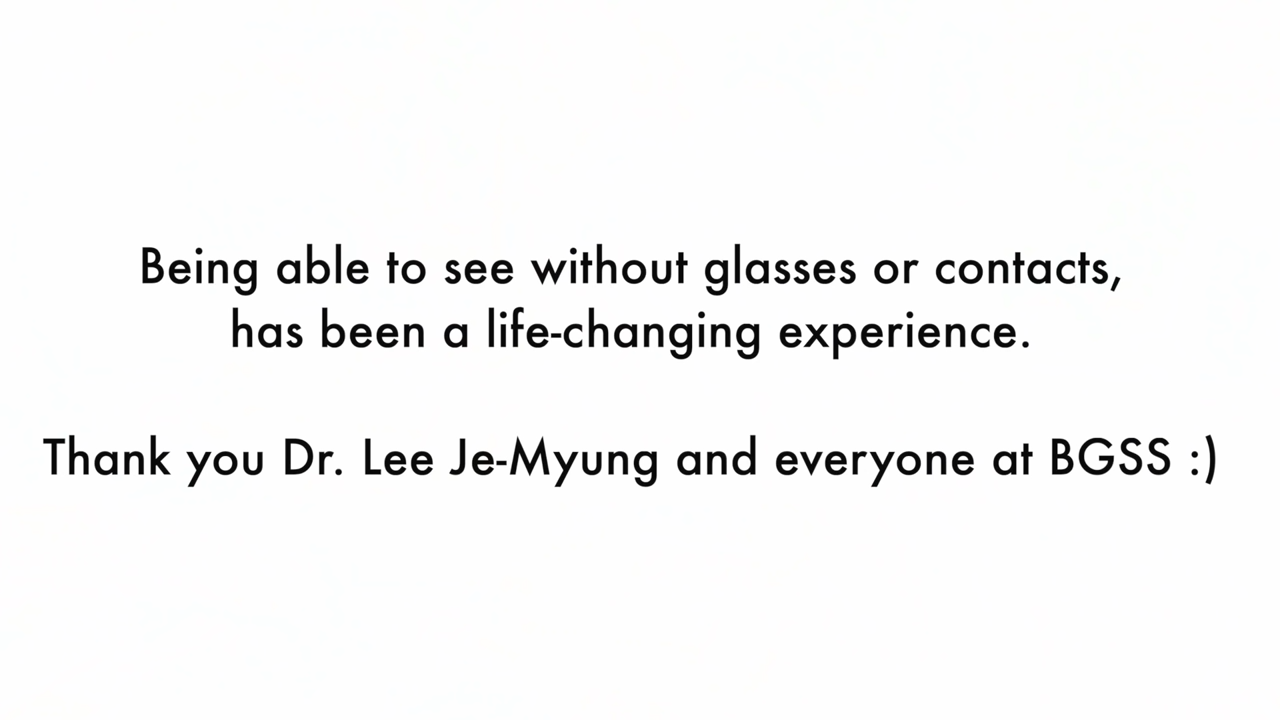 Being able to see without glasses or contacts,
has been a life-changing experience.
Thank you Dr. Lee Je-Myung and everyone at BGSS :)